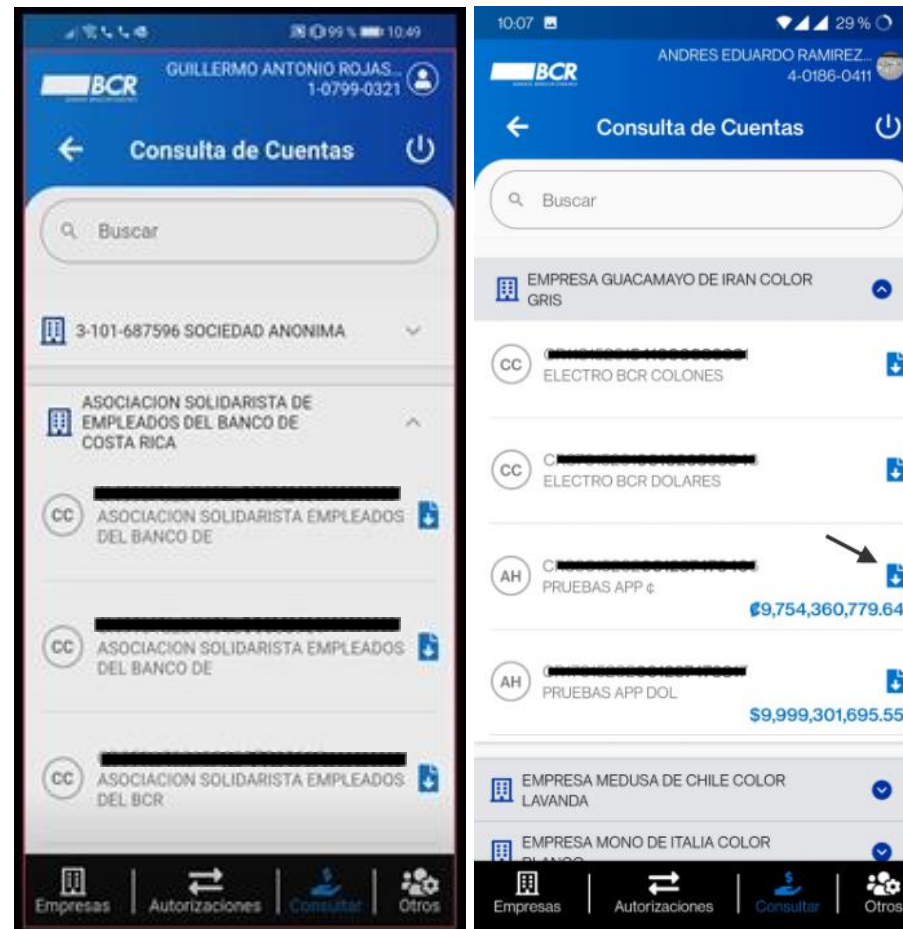 99 % 10:49
BCR
GUILLERMO ANTONIO ROJAS...
1-0799-0321
Consulta de Cuentas
Buscar
3-101-687596 SOCIEDAD ANONIMA
ASOCIACION SOLIDARISTA DE
EMPLEADOS DEL BANCO DE
COSTA RICA
CC
ASOCIACION SOLIDARISTA EMPLEADOS
DEL BANCO DE
CC
ASOCIACION SOLIDARISTA EMPLEADOS
DEL BANCO DE
CC
ASOCIACION SOLIDARISTA EMPLEADOS
DEL BCR
Empresas Autorizaciones Consultar Otros
10:07 29 %
BCR
ANDRES EDUARDO RAMIREZ...
4-0186-0411
Consulta de Cuentas
Buscar
EMPRESA GUACAMAYO DE IRAN COLOR
GRIS
CC
ELECTRO BCR COLONES
CC
ELECTRO BCR DOLARES
AH
PRUEBAS APP ¢
₡9,754,360,779.64
AH
PRUEBAS APP DOL
$9,999,301,695.55
EMPRESA MEDUSA DE CHILE COLOR
LAVANDA
EMPRESA MONO DE ITALIA COLOR
Empresas Autorizaciones Consultar Otros